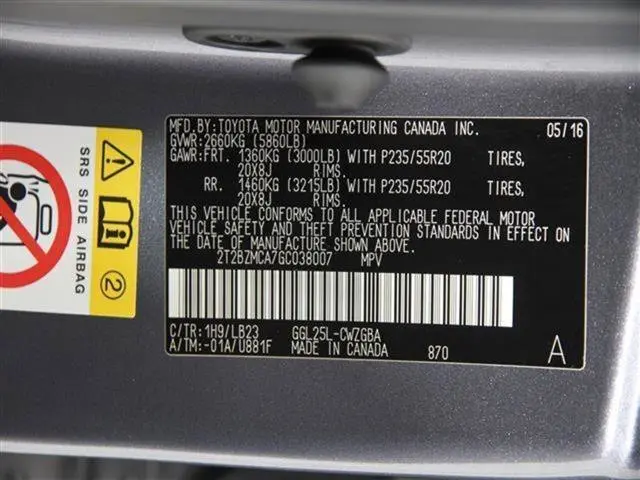 MFD.BY:TOYOTA MOTOR MANUFACTURING CANADA INC. 05/16
GVWR:2660KG (5860LB)
GAWR:FRT. 1360KG (3000LB) WITH P235/55R20 TIRES,
20X8J RIMS.
RR. 1460KG (3215LB) WITH P235/55R20 TIRES,
20X8J RIMS.
THIS VEHICLE CONFORMS TO ALL APPLICABLE FEDERAL MOTOR
VEHICLE SAFETY AND THEFT PREVENTION STANDARDS IN EFFECT
ON THE DATE OF MANUFACTURE SHOWN ABOVE.
2T2BZMCA7GC038007 MPV
C/TR:1H9/LB23 GGL25L-CWZGBA
A/TM:-01A/U881F MADE IN CANADA 870 A
SRS SIDE AIRBAG
2